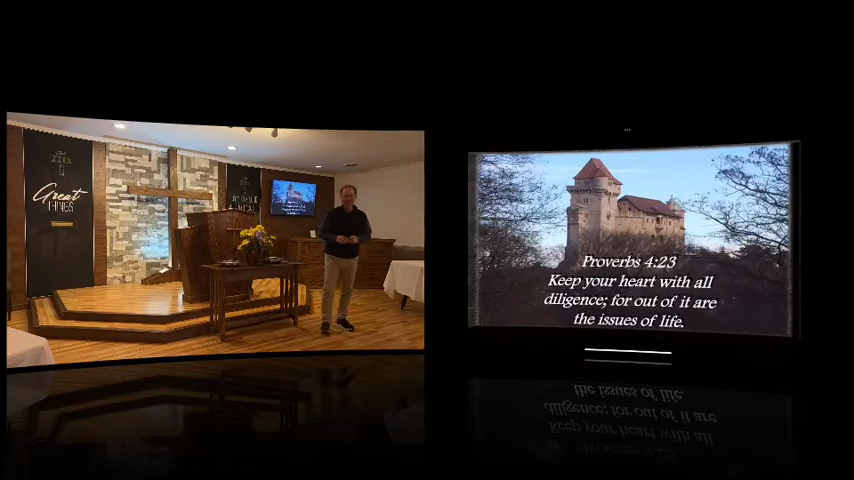 Great
THINGS
Proverbs 4:23
Keep your heart with all
diligence; for out of it are
the issues of life.